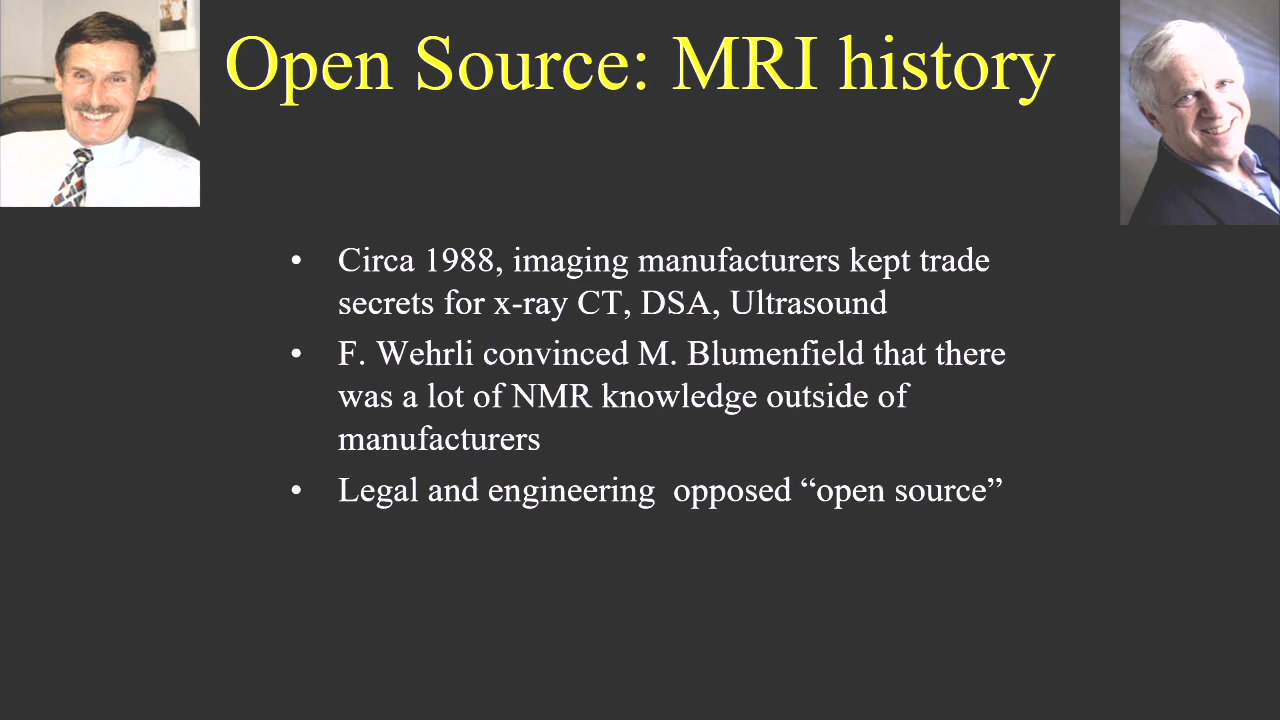 Open Source: MRI history
• Circa 1988, imaging manufacturers kept trade
secrets for x-ray CT, DSA, Ultrasound
• F. Wehrli convinced M. Blumenfield that there
was a lot of NMR knowledge outside of
manufacturers
• Legal and engineering  opposed “open source”